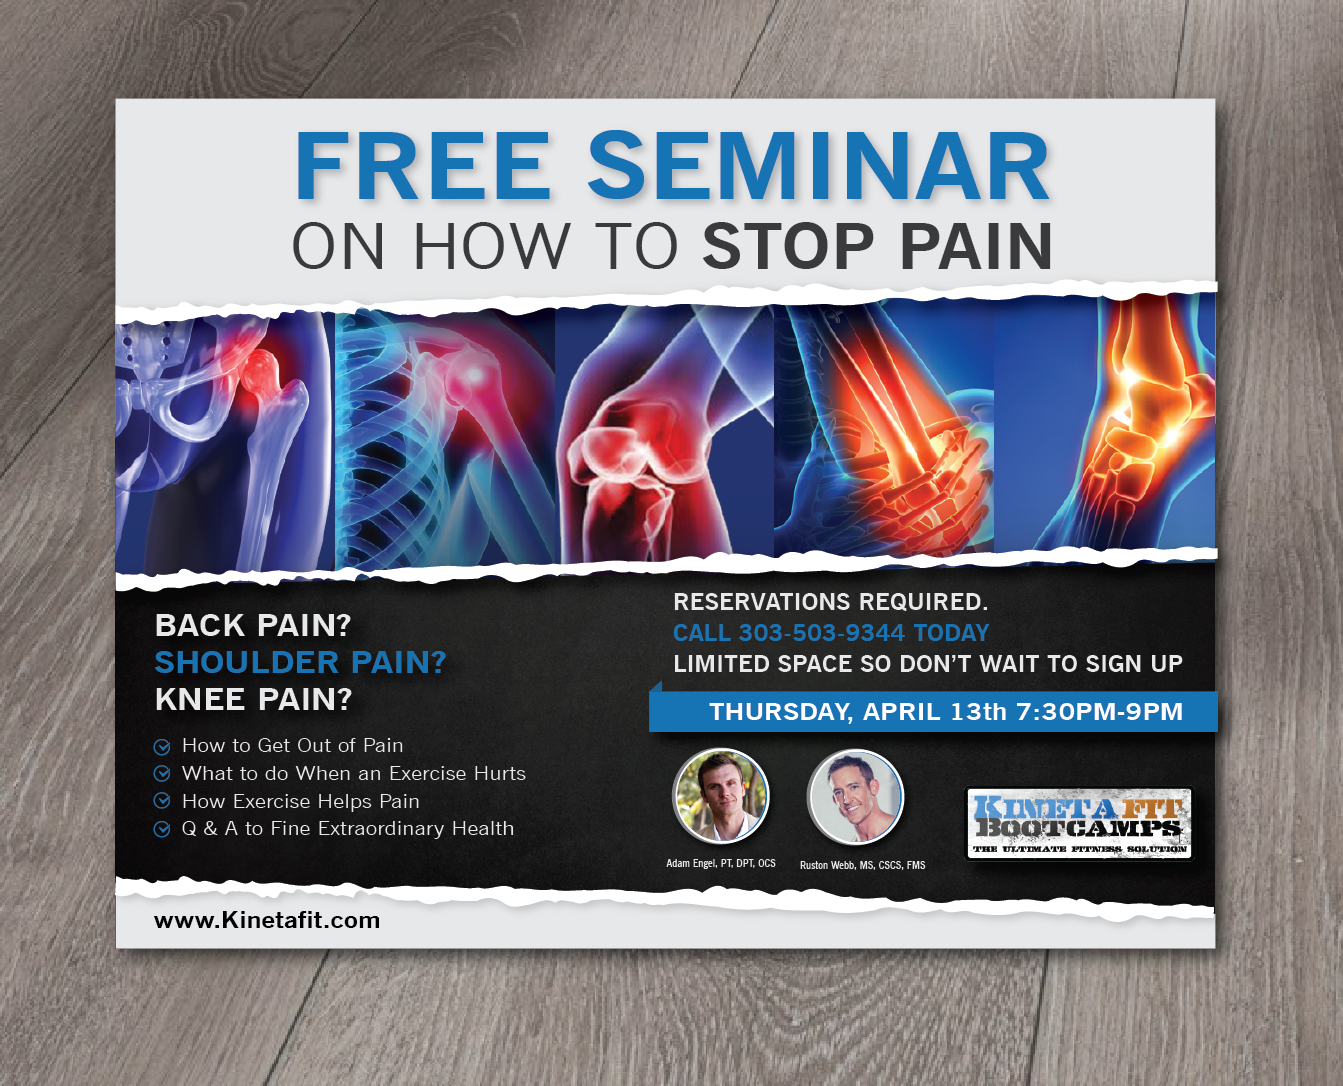 FREE SEMINAR
ON HOW TO STOP PAIN
BACK PAIN?
SHOULDER PAIN?
KNEE PAIN?
How to Get Out of Pain
What to do When an Exercise Hurts
How Exercise Helps Pain
Q & A to Fine Extraordinary Health
RESERVATIONS REQUIRED.
CALL 303-503-9344 TODAY
LIMITED SPACE SO DON'T WAIT TO SIGN UP
THURSDAY, APRIL 13th 7:30PM-9PM
Adam Engel, PT, DPT, OCS
Ruston Webb, MS, CSCS, FMS
KINETA FIT
BOOTCAMPS
THE ULTIMATE FITNESS SOLUTION
www.Kinetafit.com